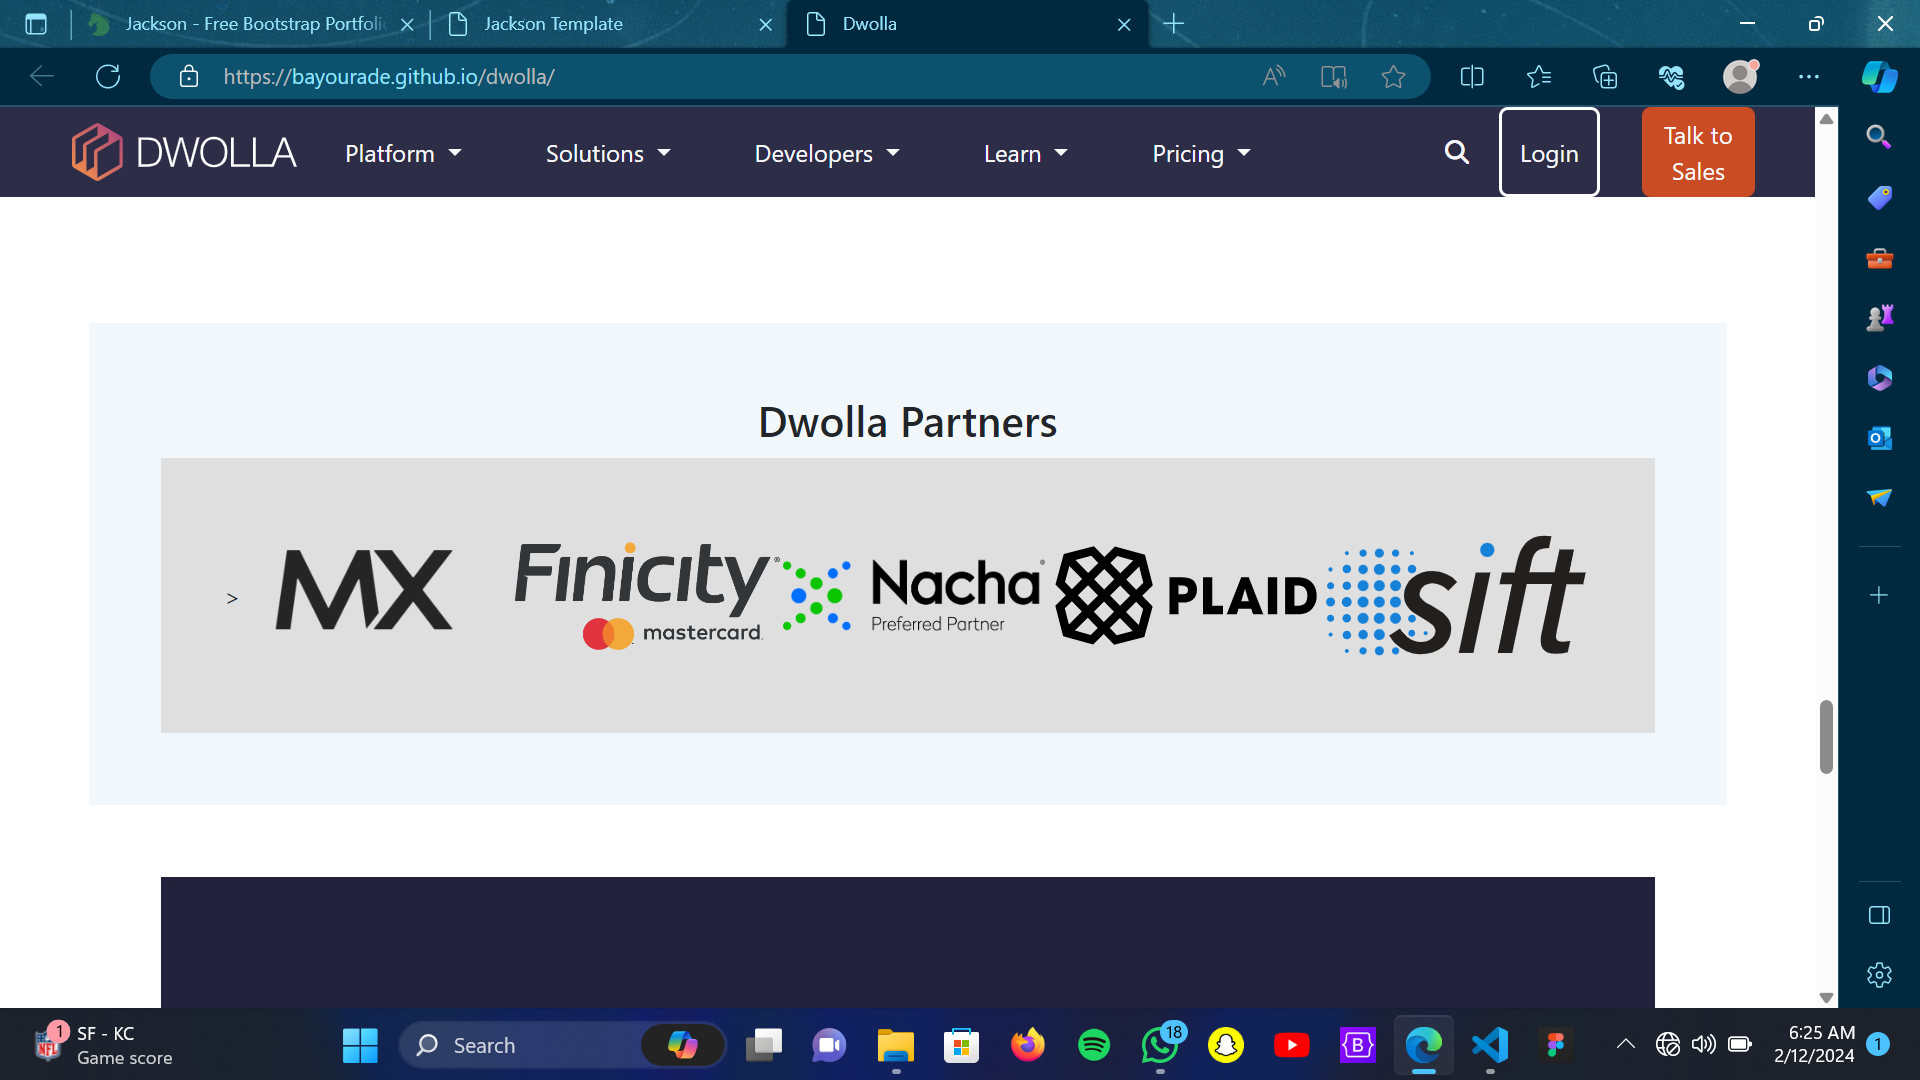 Jackson - Free Bootstrap Portfolio
Jackson Template
Dwolla
https://bayourade.github.io/dwolla/
DWOLLA
Platform
Solutions
Developers
Learn
Pricing
Login
Talk to
Sales
Dwolla Partners
>
MX
Finicity®
mastercard.
Nacha®
Preferred Partner
PLAID
sift
1
SF - KC
Game score
Search
18
6:25 AM
2/12/2024
1